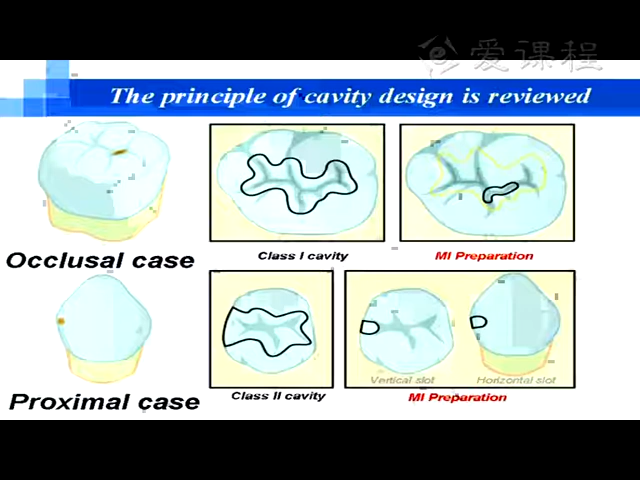 爱课程
The principle of cavity design is reviewed
Class I cavity
MI Preparation
Occlusal case
Vertical slot
Horizontal slot
Class II cavity
MI Preparation
Proximal case